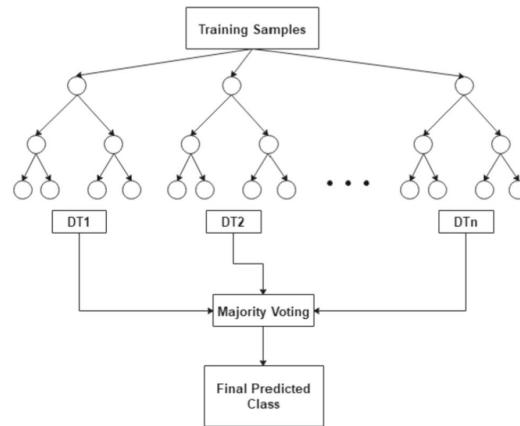 Training Samples
DT1
DT2
DTn
Majority Voting
Final Predicted
Class